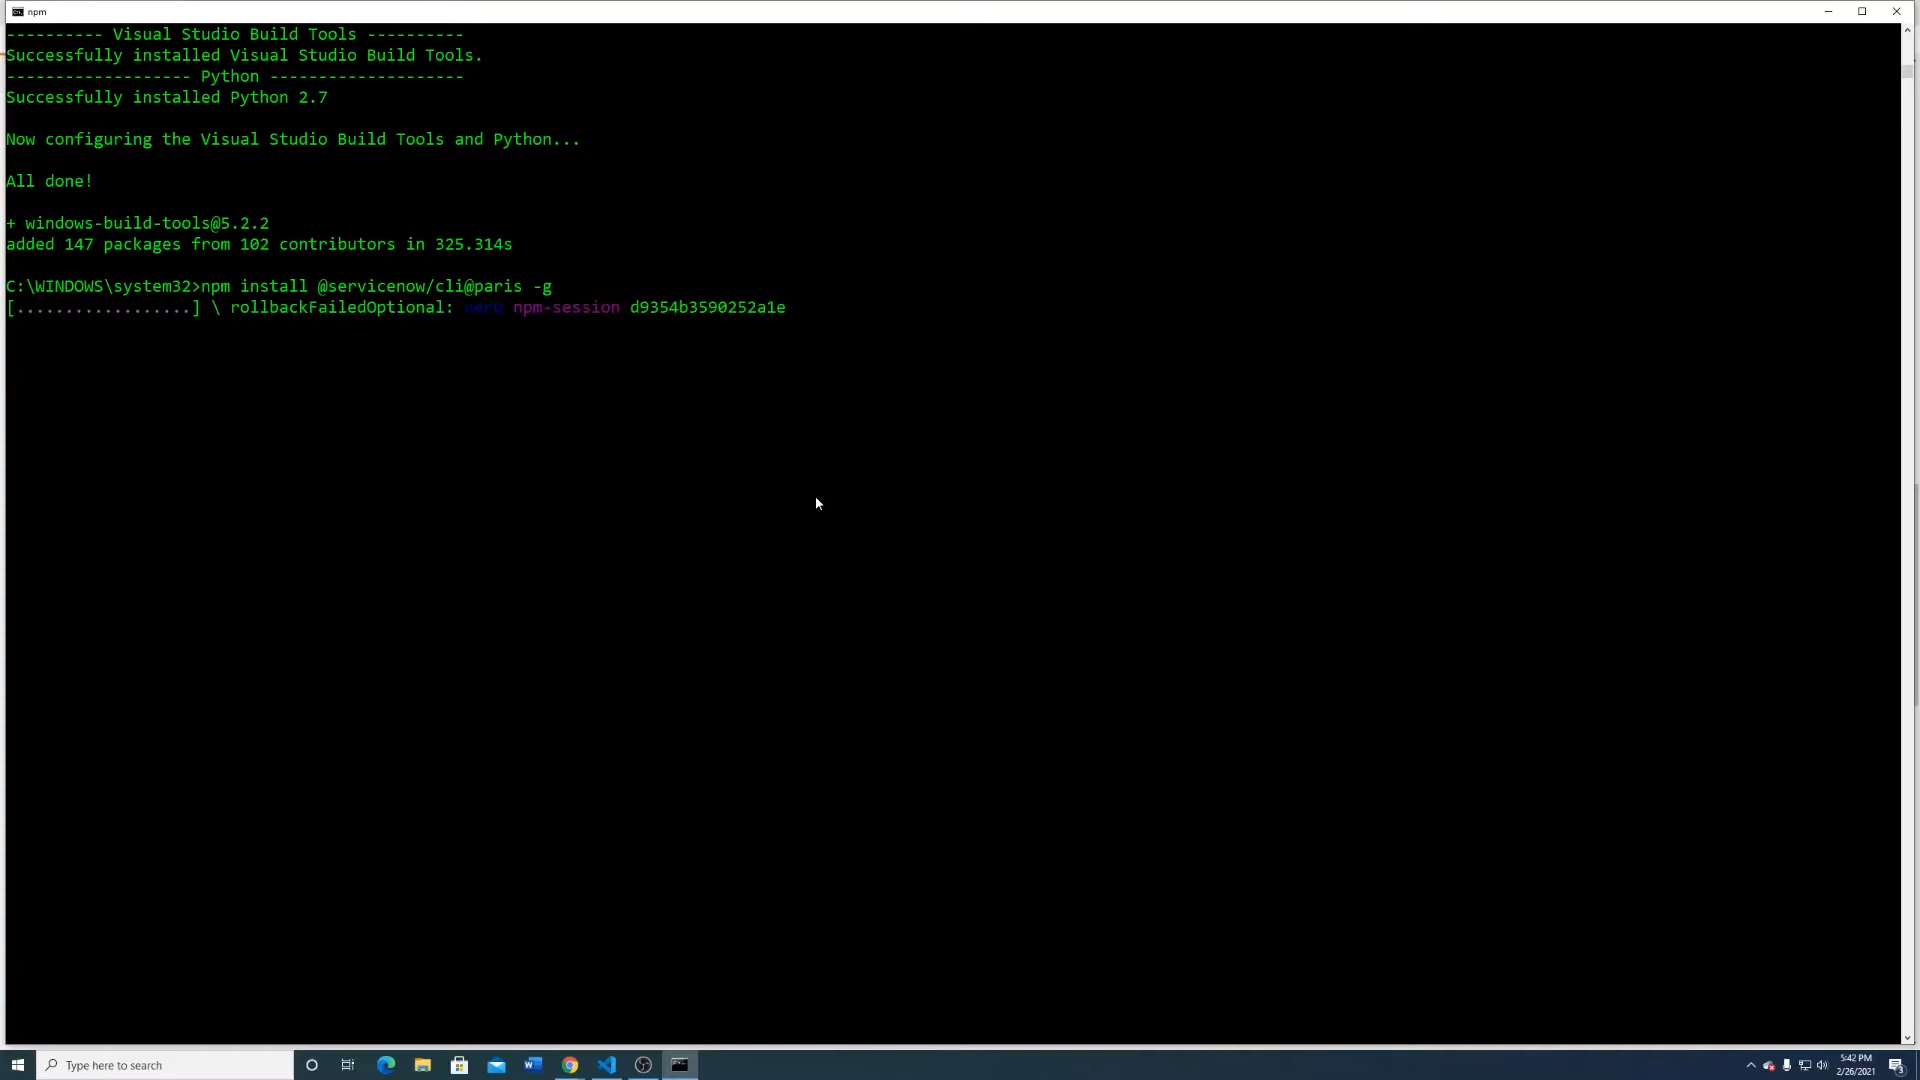 npm
---------- Visual Studio Build Tools ----------
Successfully installed Visual Studio Build Tools.
------------------- Python --------------------
Successfully installed Python 2.7
Now configuring the Visual Studio Build Tools and Python...
All done!
+ windows-build-tools@5.2.2
added 147 packages from 102 contributors in 325.314s
C:\WINDOWS\system32>npm install @servicenow/cli@paris -g
[..................] \ rollbackFailedOptional: verb npm-session d9354b3590252a1e
Type here to search
5:42 PM
2/26/2021
3